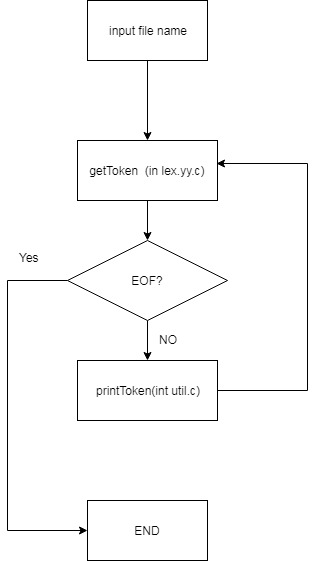 input file name
getToken  (in lex.yy.c)
Yes
EOF?
NO
printToken(int util.c)
END